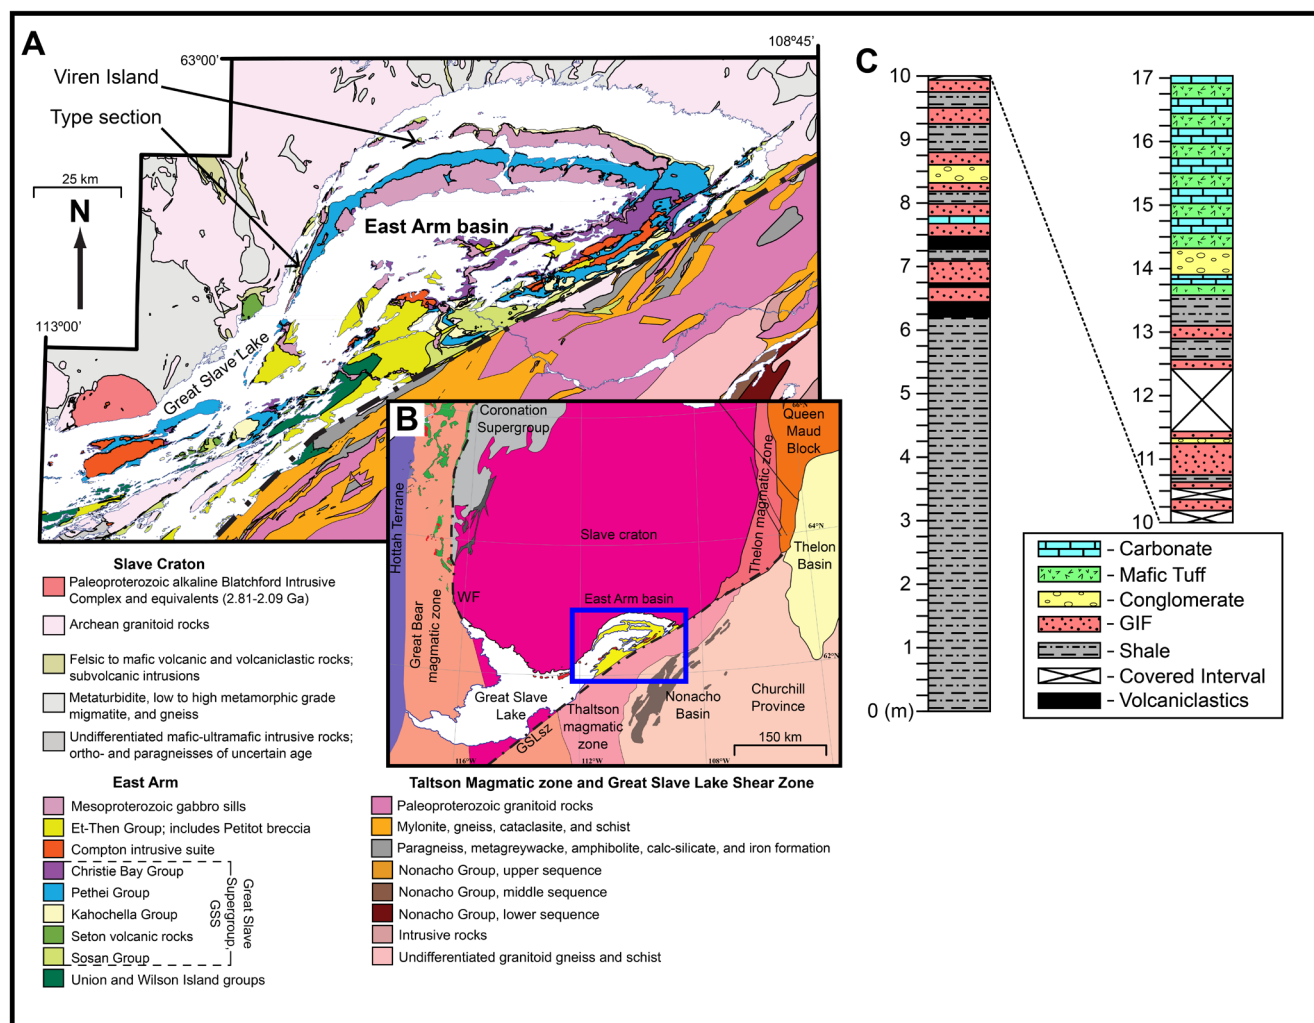 A
63º00’
108º45’
Viren Island
Type section
25 km
N
East Arm basin
113º00’
Great Slave Lake
B
Coronation
Supergroup
66°N
Queen
Maud
Block
Hottah Terrane
Great Bear
magmatic zone
WF
Slave craton
Thelon magmatic zone
64°N
Thelon
Basin
East Arm basin
62°N
Great Slave
Lake
GSLsz
Thaltson
magmatic
zone
Nonacho
Basin
Churchill
Province
150 km
116°W
112°W
108°W
C
10
9
8
7
6
5
4
3
2
1
0 (m)
17
16
15
14
13
12
11
10
- Carbonate
- Mafic Tuff
- Conglomerate
- GIF
- Shale
- Covered Interval
- Volcaniclastics
Slave Craton
Paleoproterozoic alkaline Blatchford Intrusive
Complex and equivalents (2.81-2.09 Ga)
Archean granitoid rocks
Felsic to mafic volcanic and volcaniclastic rocks;
subvolcanic intrusions
Metaturbidite, low to high metamorphic grade
migmatite, and gneiss
Undifferentiated mafic-ultramafic intrusive rocks;
ortho- and paragneisses of uncertain age
East Arm
Mesoproterozoic gabbro sills
Et-Then Group; includes Petitot breccia
Compton intrusive suite
Christie Bay Group
Pethei Group
Kahochella Group
Seton volcanic rocks
Sosan Group
Union and Wilson Island groups
Great Slave
Supergroup,
GSS
Taltson Magmatic zone and Great Slave Lake Shear Zone
Paleoproterozoic granitoid rocks
Mylonite, gneiss, cataclasite, and schist
Paragneiss, metagreywacke, amphibolite, calc-silicate, and iron formation
Nonacho Group, upper sequence
Nonacho Group, middle sequence
Nonacho Group, lower sequence
Intrusive rocks
Undifferentiated granitoid gneiss and schist